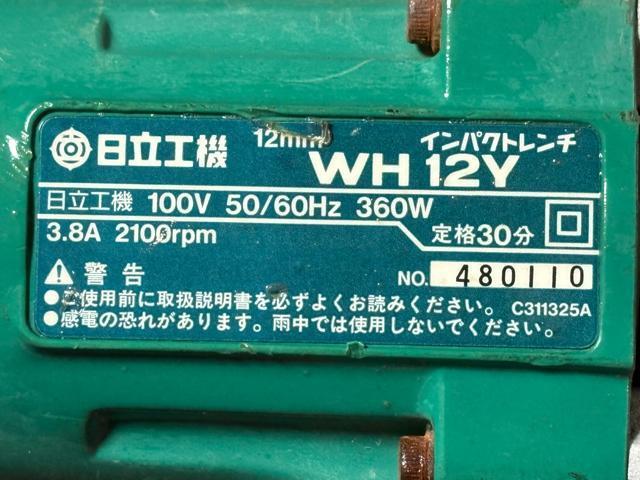 日立工機 12mm インパクトレンチ
WH 12Y
日立工機 100V 50/60Hz 360W
3.8A 2100rpm 定格30分
警告 NO. 480110
●使用前に取扱説明書を必ずよくお読みください。 C311325A
●感電の恐れがあります。雨中では使用しないでください。